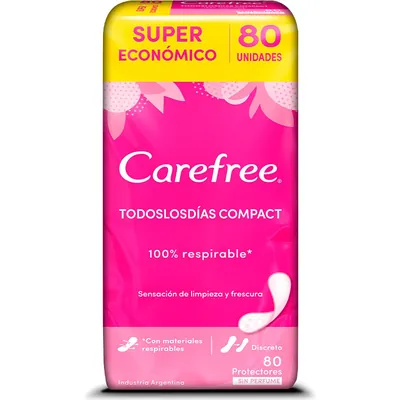 SUPER
ECONÓMICO
80
UNIDADES
Carefree®
TODOSLOSDÍAS COMPACT
100% respirable*
Sensación de limpieza y frescura
*Con materiales
respirables
Discreto
80
Protectores
SIN PERFUME
Industria Argentina